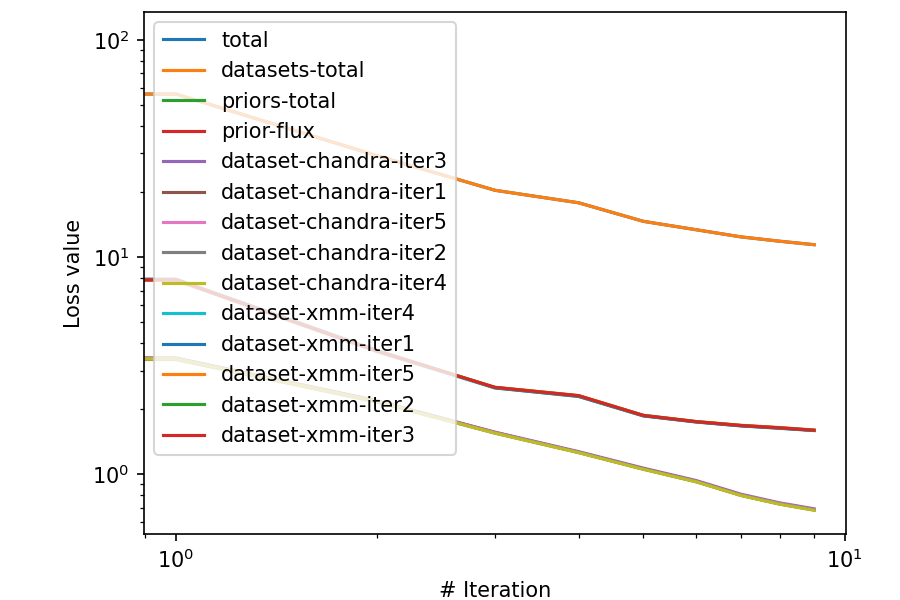 10²
10¹
10⁰
Loss value
total
datasets-total
priors-total
prior-flux
dataset-chandra-iter3
dataset-chandra-iter1
dataset-chandra-iter5
dataset-chandra-iter2
dataset-chandra-iter4
dataset-xmm-iter4
dataset-xmm-iter1
dataset-xmm-iter5
dataset-xmm-iter2
dataset-xmm-iter3
10⁰
10¹
# Iteration